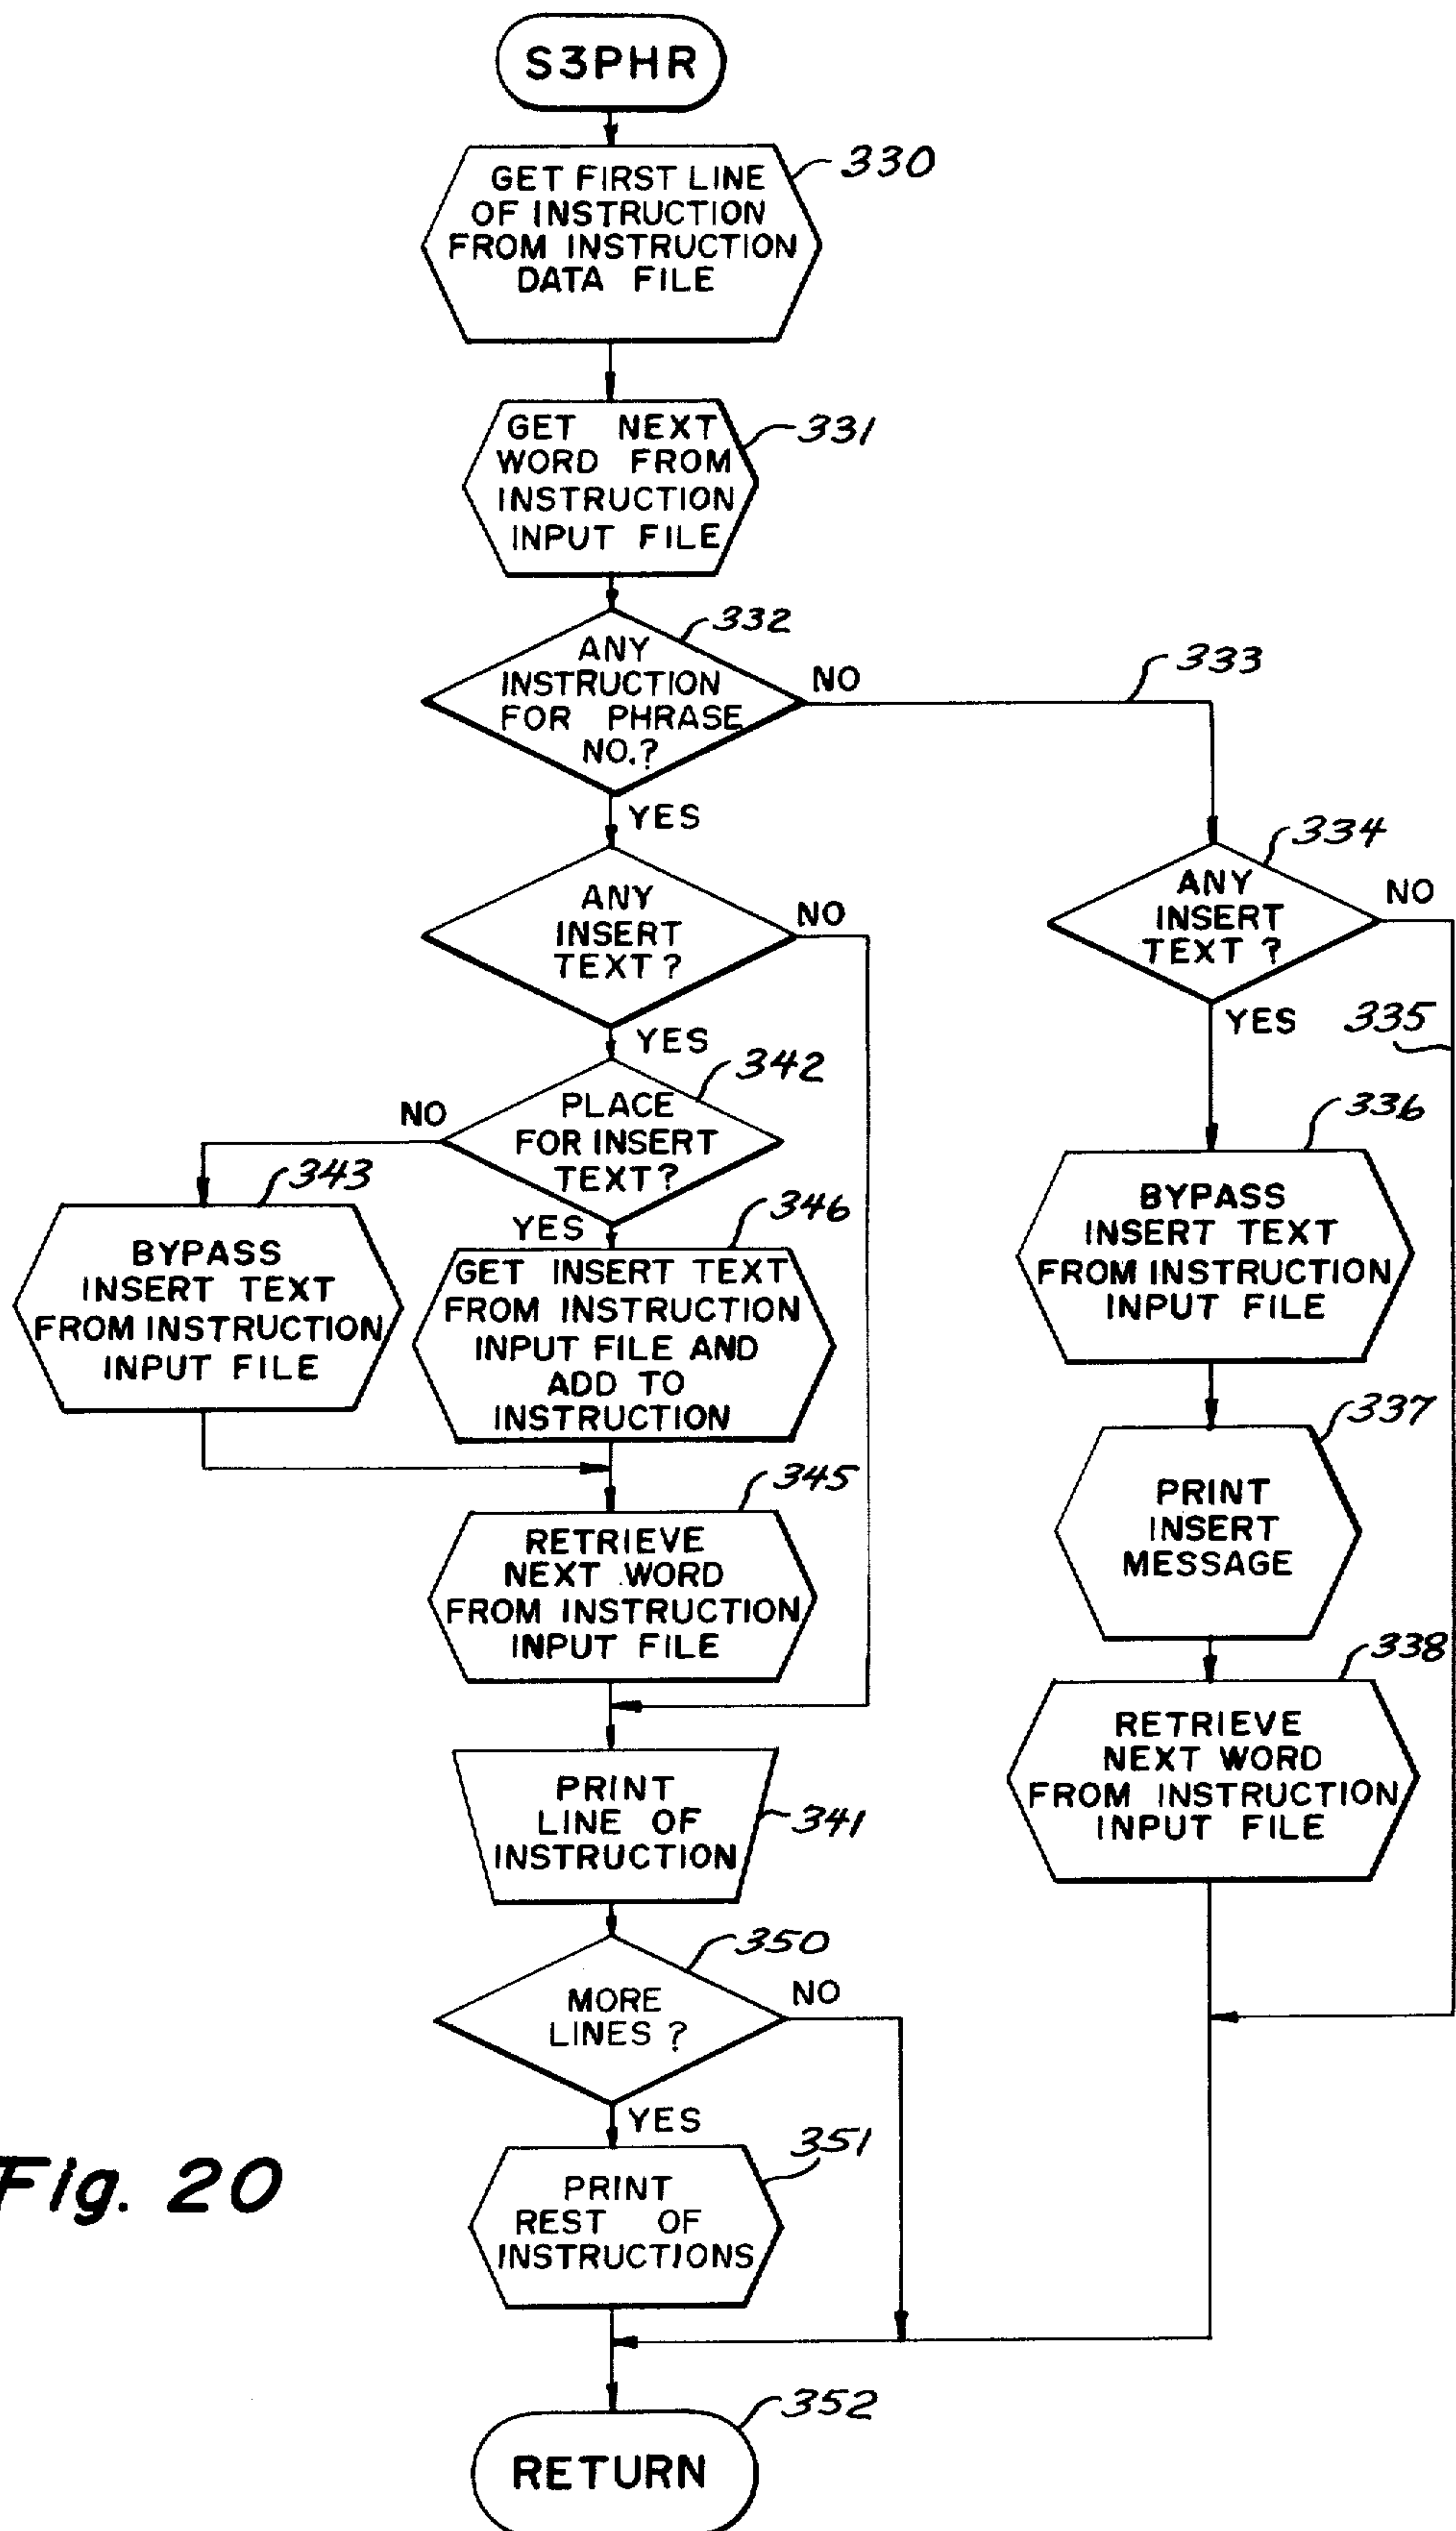 S3PHR
GET FIRST LINE
OF INSTRUCTION
FROM INSTRUCTION
DATA FILE
330
GET NEXT
WORD FROM
INSTRUCTION
INPUT FILE
331
ANY
INSTRUCTION
FOR PHRASE
NO.?
332
NO
333
YES
ANY
INSERT
TEXT?
NO
YES
334
ANY
INSERT
TEXT?
NO
YES
335
PLACE
FOR INSERT
TEXT?
342
NO
YES
343
BYPASS
INSERT TEXT
FROM INSTRUCTION
INPUT FILE
346
GET INSERT TEXT
FROM INSTRUCTION
INPUT FILE AND
ADD TO
INSTRUCTION
336
BYPASS
INSERT TEXT
FROM INSTRUCTION
INPUT FILE
337
PRINT
INSERT
MESSAGE
345
RETRIEVE
NEXT WORD
FROM INSTRUCTION
INPUT FILE
338
RETRIEVE
NEXT WORD
FROM INSTRUCTION
INPUT FILE
PRINT
LINE OF
INSTRUCTION
341
350
MORE
LINES?
NO
YES
351
PRINT
REST OF
INSTRUCTIONS
Fig. 20
352
RETURN